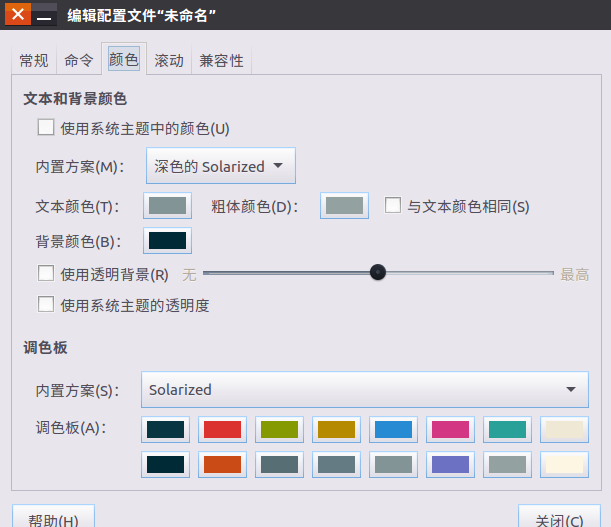 编辑配置文件“未命名”
常规 命令 颜色 滚动 兼容性
文本和背景颜色
使用系统主题中的颜色(U)
内置方案(M)： 深色的 Solarized
文本颜色(T)： 粗体颜色(D)： 与文本颜色相同(S)
背景颜色(B)：
使用透明背景(R) 无 最高
使用系统主题的透明度
调色板
内置方案(S)： Solarized
调色板(A)：
帮助(H) 关闭(C)